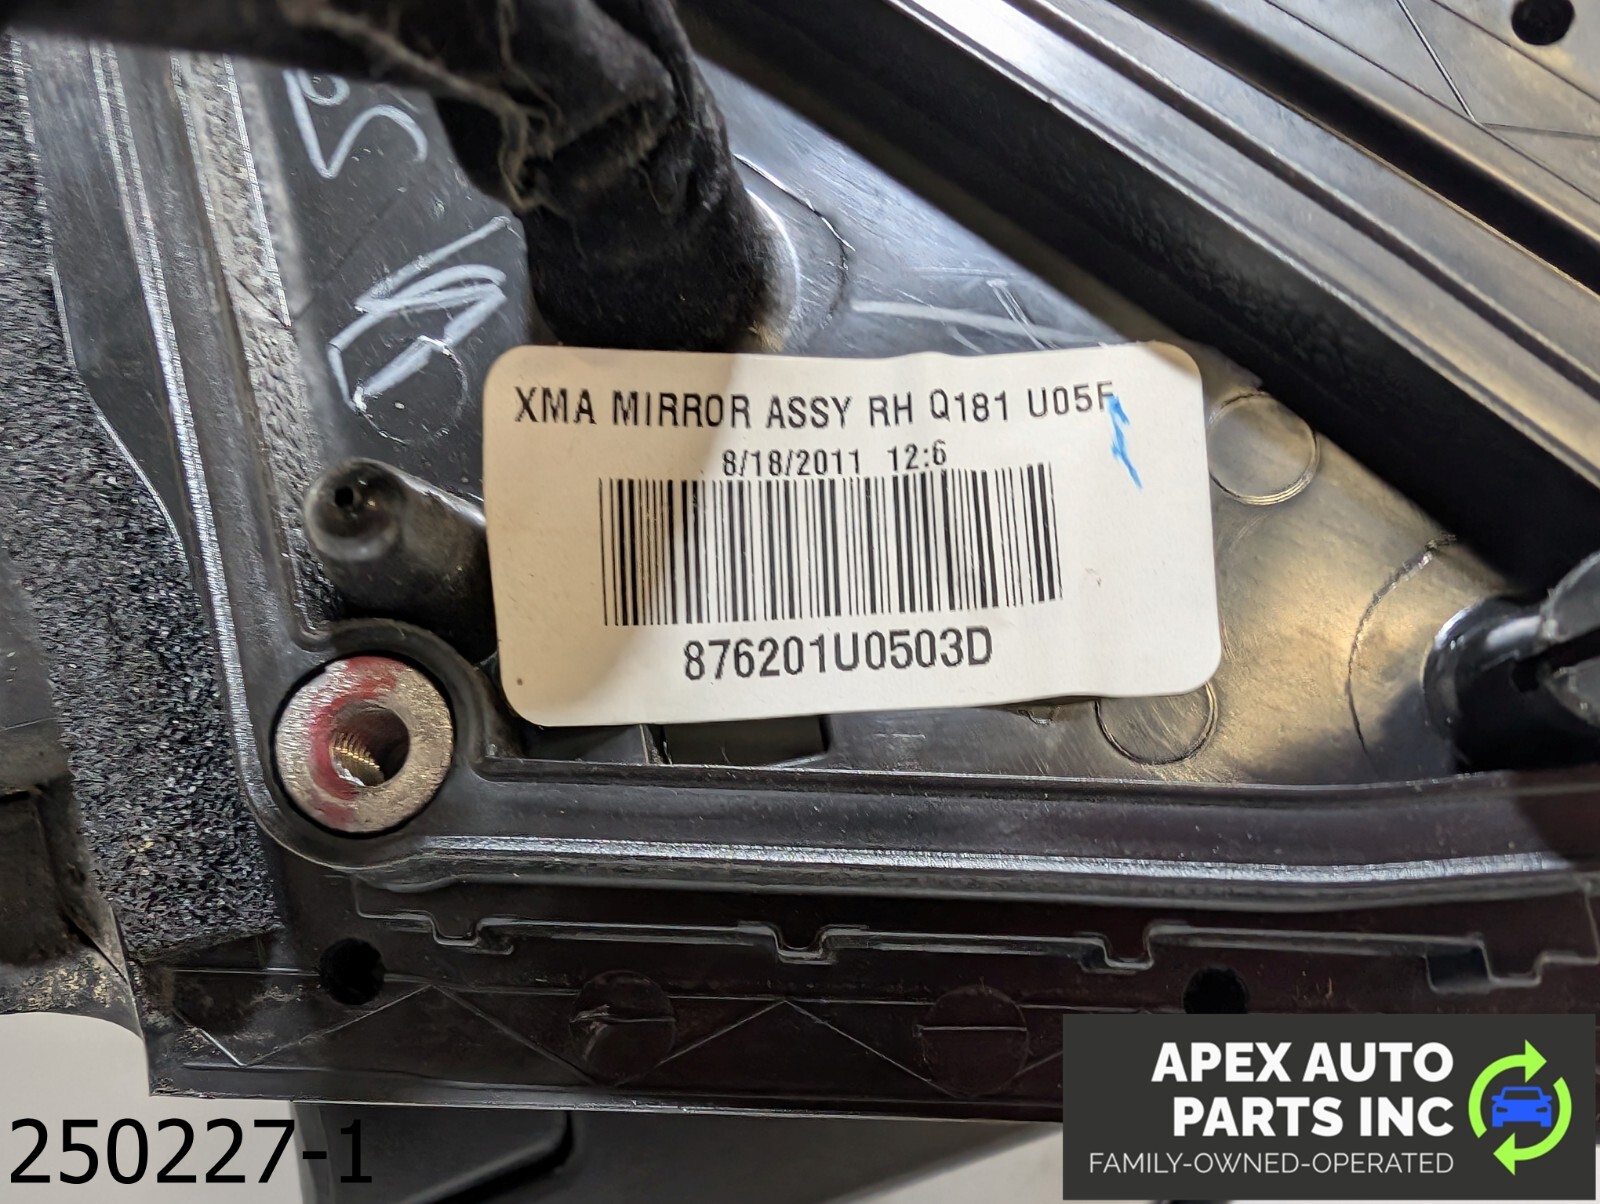 XMA MIRROR ASSY RH Q181 U05F
8/18/2011 12:6
876201U0503D
250227-1
APEX AUTO
PARTS INC
FAMILY-OWNED-OPERATED